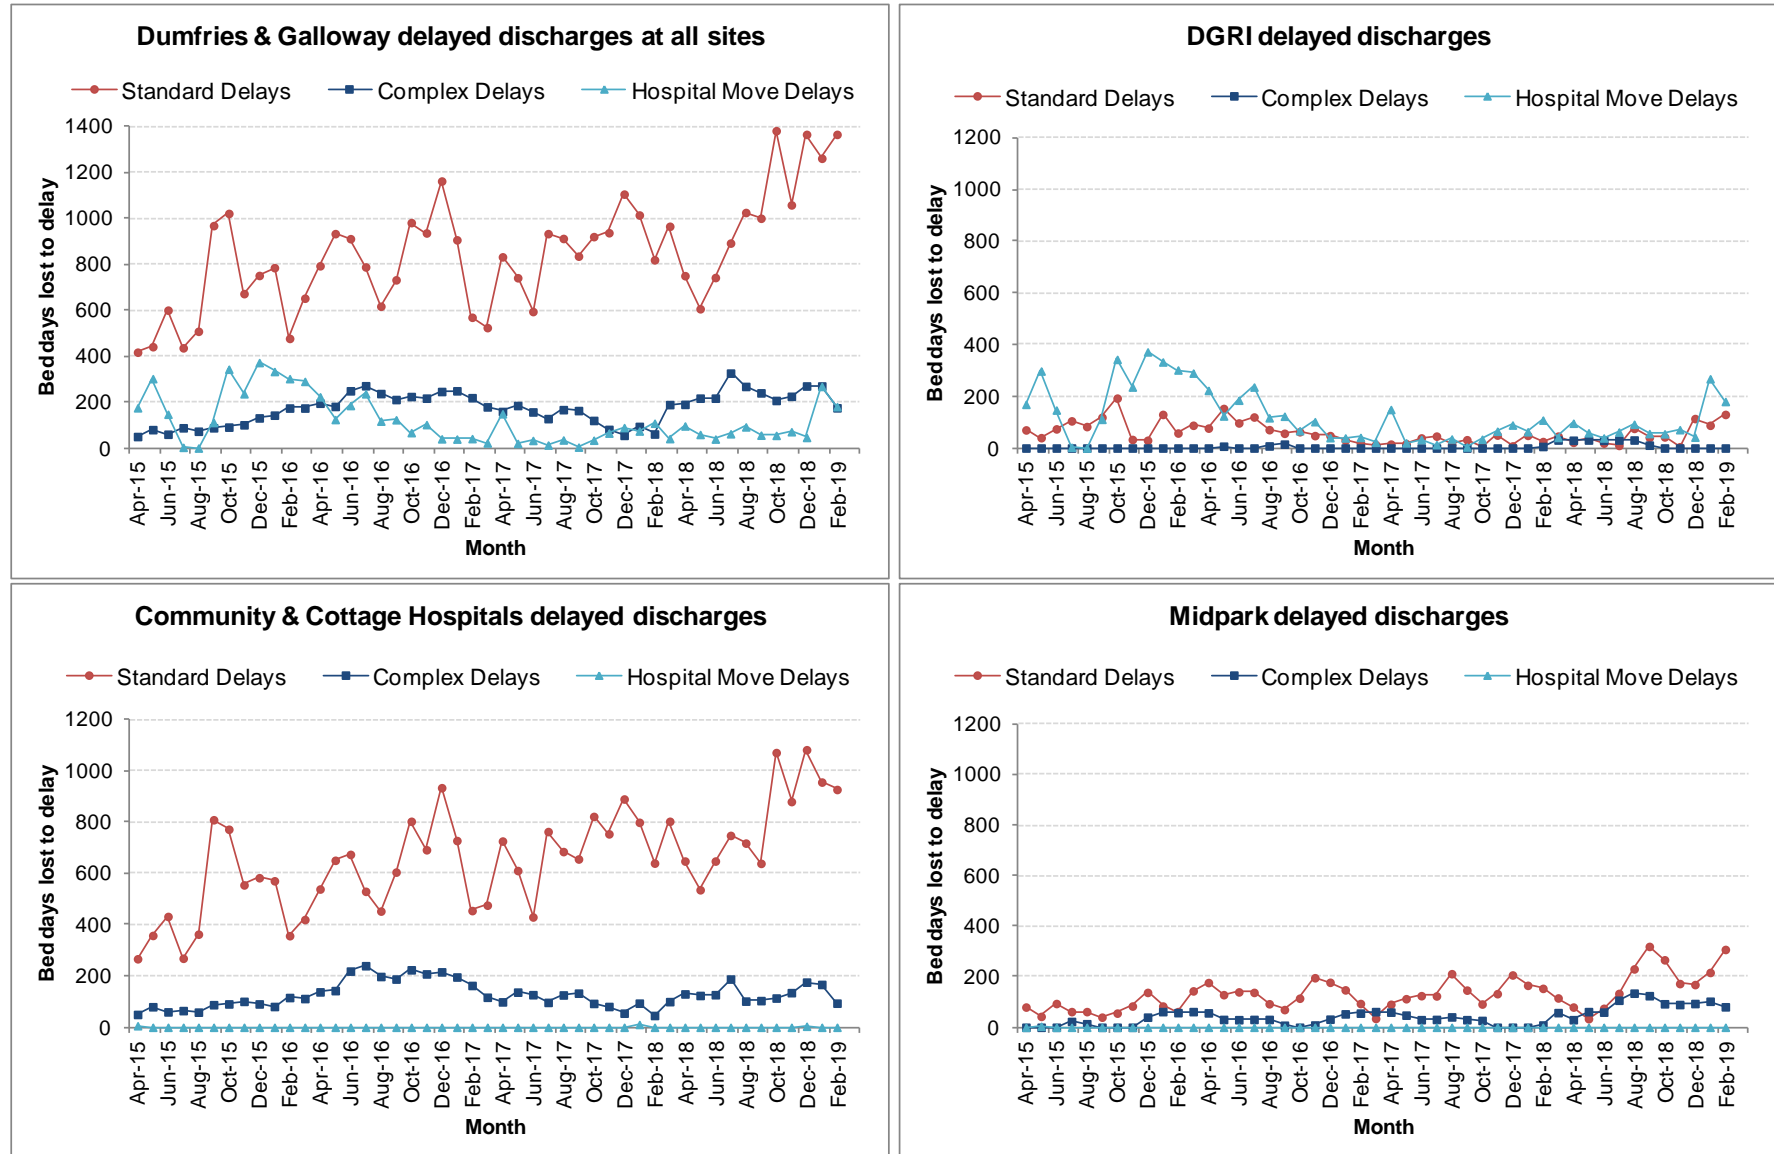 Dumfries & Galloway delayed discharges at all sites
Standard Delays Complex Delays Hospital Move Delays
1400
1200
1000
800
600
400
200
0
Bed days lost to delay
Apr-15 Jun-15 Aug-15 Oct-15 Dec-15 Feb-16 Apr-16 Jun-16 Aug-16 Oct-16 Dec-16 Feb-17 Apr-17 Jun-17 Aug-17 Oct-17 Dec-17 Feb-18 Apr-18 Jun-18 Aug-18 Oct-18 Dec-18 Feb-19
Month
DGRI delayed discharges
Standard Delays Complex Delays Hospital Move Delays
1200
1000
800
600
400
200
0
Bed days lost to delay
Apr-15 Jun-15 Aug-15 Oct-15 Dec-15 Feb-16 Apr-16 Jun-16 Aug-16 Oct-16 Dec-16 Feb-17 Apr-17 Jun-17 Aug-17 Oct-17 Dec-17 Feb-18 Apr-18 Jun-18 Aug-18 Oct-18 Dec-18 Feb-19
Month
Community & Cottage Hospitals delayed discharges
Standard Delays Complex Delays Hospital Move Delays
1200
1000
800
600
400
200
0
Bed days lost to delay
Apr-15 Jun-15 Aug-15 Oct-15 Dec-15 Feb-16 Apr-16 Jun-16 Aug-16 Oct-16 Dec-16 Feb-17 Apr-17 Jun-17 Aug-17 Oct-17 Dec-17 Feb-18 Apr-18 Jun-18 Aug-18 Oct-18 Dec-18 Feb-19
Month
Midpark delayed discharges
Standard Delays Complex Delays Hospital Move Delays
1200
1000
800
600
400
200
0
Bed days lost to delay
Apr-15 Jun-15 Aug-15 Oct-15 Dec-15 Feb-16 Apr-16 Jun-16 Aug-16 Oct-16 Dec-16 Feb-17 Apr-17 Jun-17 Aug-17 Oct-17 Dec-17 Feb-18 Apr-18 Jun-18 Aug-18 Oct-18 Dec-18 Feb-19
Month